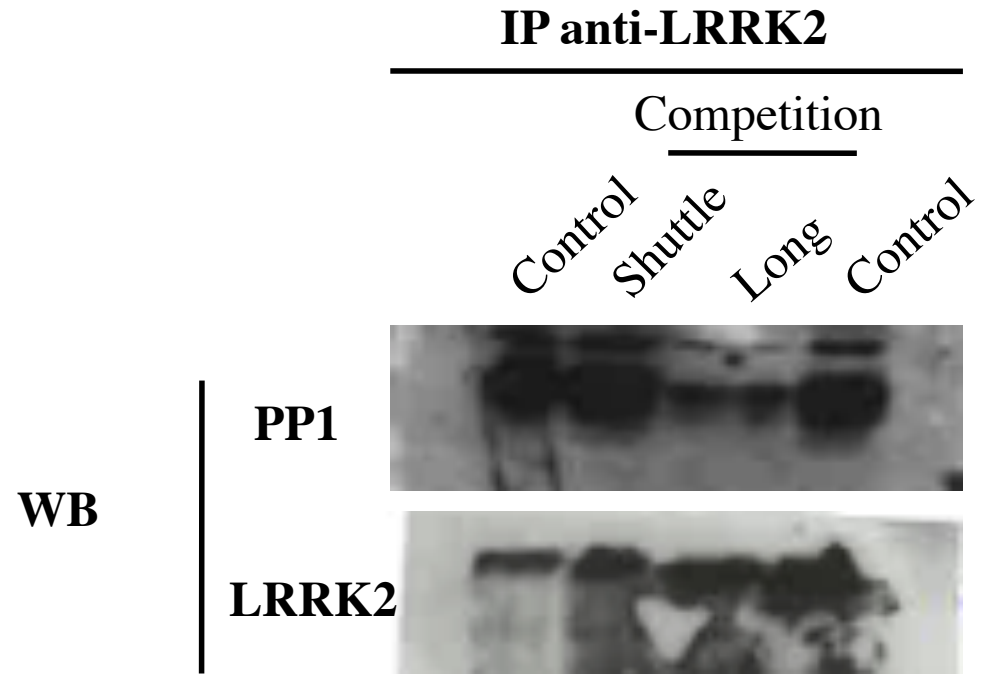 IP anti-LRRK2
Competition
Control
Shuttle
Long
Control
PP1
WB
LRRK2